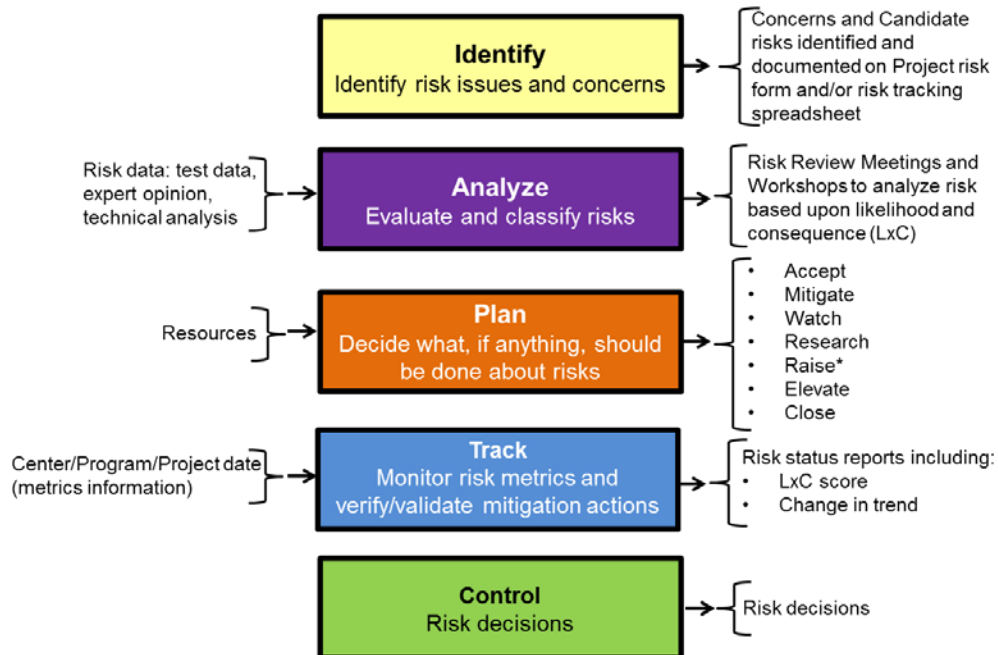 Identify
Identify risk issues and concerns
Concerns and Candidate
risks identified and
documented on Project risk
form and/or risk tracking
spreadsheet
Risk data: test data,
expert opinion,
technical analysis
Analyze
Evaluate and classify risks
Risk Review Meetings and
Workshops to analyze risk
based upon likelihood and
consequence (LxC)
Resources
Plan
Decide what, if anything, should
be done about risks
• Accept
• Mitigate
• Watch
• Research
• Raise*
• Elevate
• Close
Center/Program/Project date
(metrics information)
Track
Monitor risk metrics and
verify/validate mitigation actions
Risk status reports including:
• LxC score
• Change in trend
Control
Risk decisions
Risk decisions